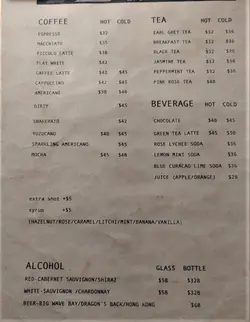 COFFEE HOT COLD
ESPRESSO $32
MACCHIATO $35
PICCOLO LATTE $38
FLAT WHITE $42
CAFFEE LATTE $42 $45
CAPPUCCINO $42 $45
AMERICANO $38 $40
DIRTY $45
SHAKERATO $42
YUZUCANO $40 $45
SPARKLING AMERICANO $45
MOCHA $45 $48
extra shot +$5
syrup +$5
(HAZELNUT/ROSE/CARAMEL/LITCHI/MINT/BANANA/VANILLA)
TEA HOT COLD
EARL GREY TEA $32 $36
BREAKFAST TEA $32 $36
BLACK TEA $32 $36
JASMINE TEA $32 $36
PEPPERMINT TEA $32 $36
PINK ROSE TEA $40
BEVERAGE HOT COLD
CHOCOLATE $40 $45
GREEN TEA LATTE $45 $50
ROSE LYCHEE SODA $36
LEMON MINT SODA $36
BLUE CURACAO LIME SODA $36
JUICE (APPLE/ORANGE) $28
ALCOHOL GLASS BOTTLE
RED-CABERNET SAUVIGNON/SHIRAZ $58 $328
WHITE-SAUVIGNON /CHARDONNAY $58 $328
BEER-BIG WAVE BAY/DRAGON'S BACK/HONG KONG $68